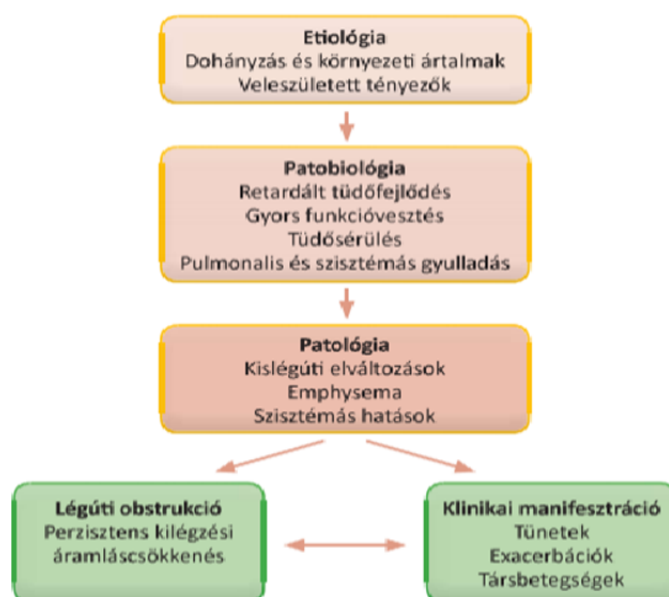 Etiológia
Dohányzás és környezeti ártalmak
Veleszületett tényezők
Patobiológia
Retardált tüdőfejlődés
Gyors funkcióvesztés
Tüdősérülés
Pulmonalis és szisztémás gyulladás
Patológia
Kislégúti elváltozások
Emphysema
Szisztémás hatások
Légúti obstrukció
Perzisztens kilégzési
áramláscsökkenés
Klinikai manifesztráció
Tünetek
Exacerbációk
Társbetegségek